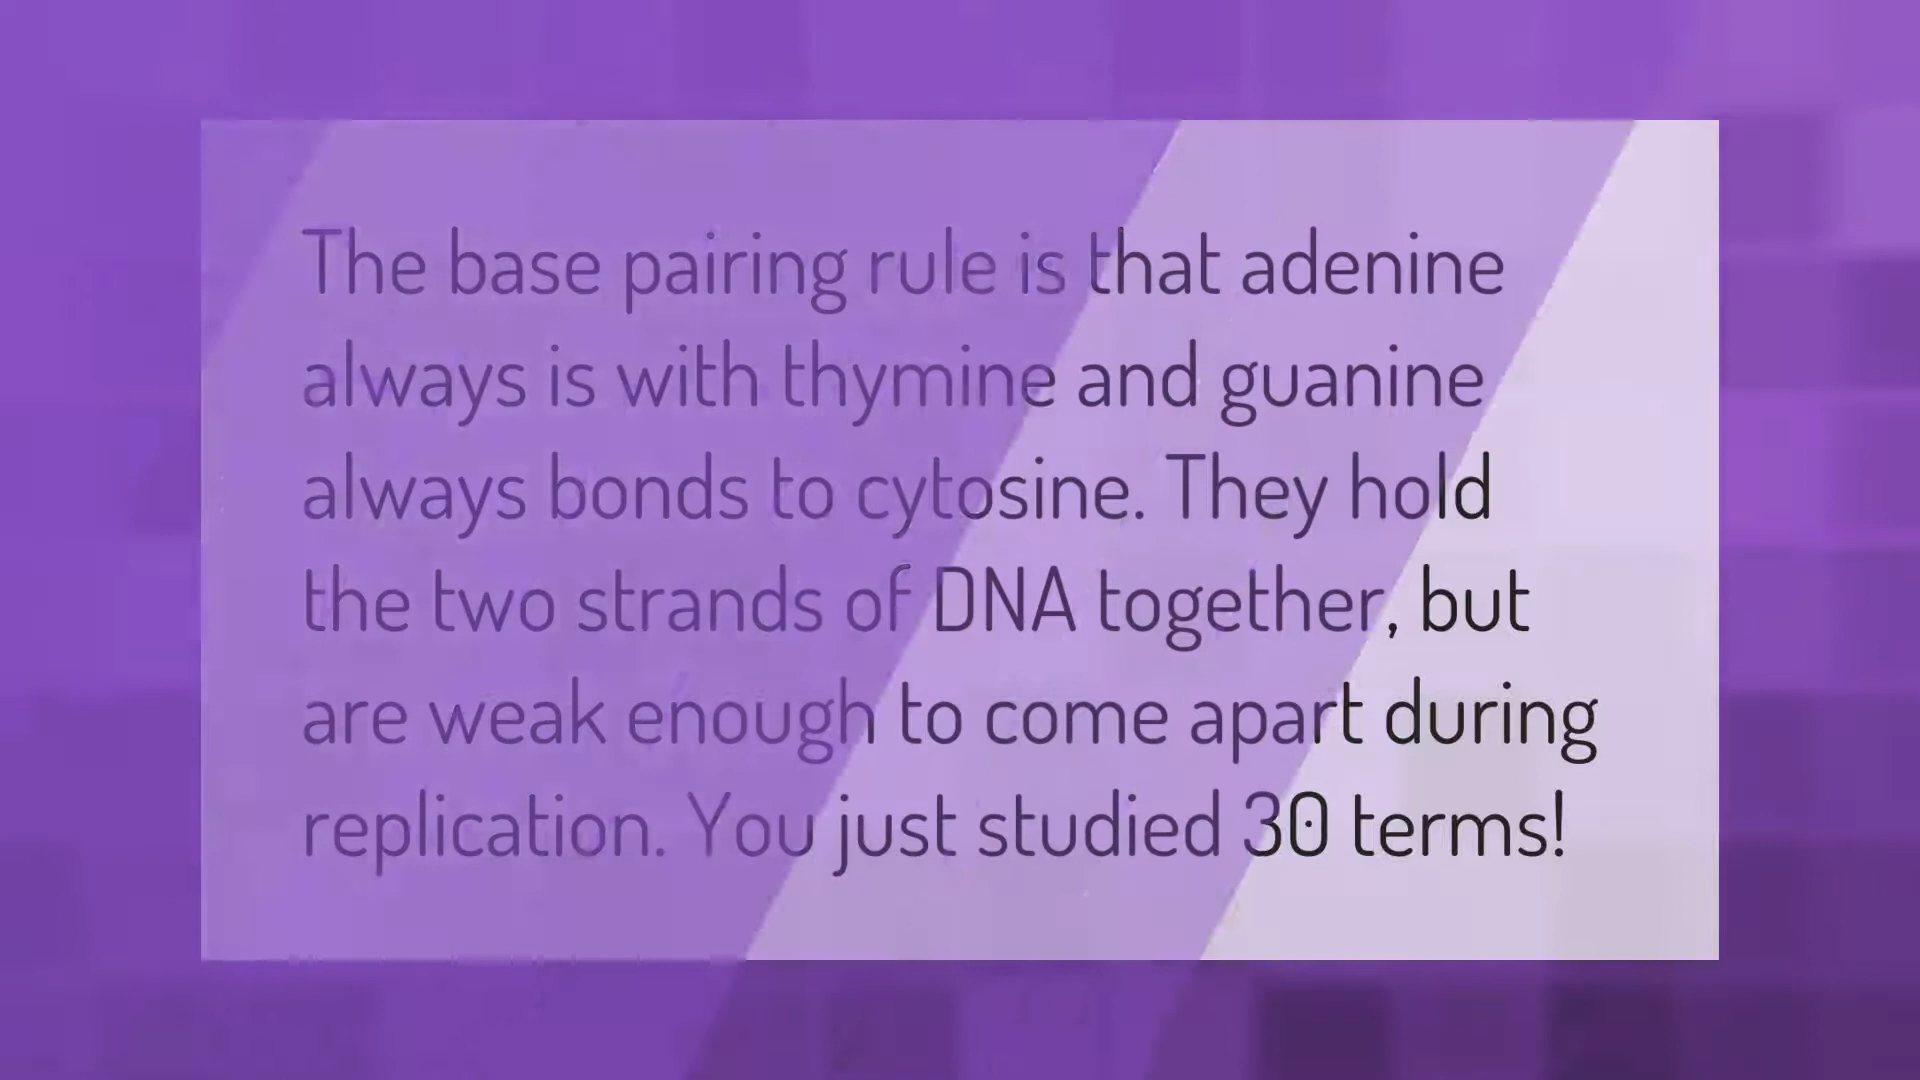 The base pairing rule is that adenine
always is with thymine and guanine
always bonds to cytosine. They hold
the two strands of DNA together, but
are weak enough to come apart during
replication. You just studied 30 terms!